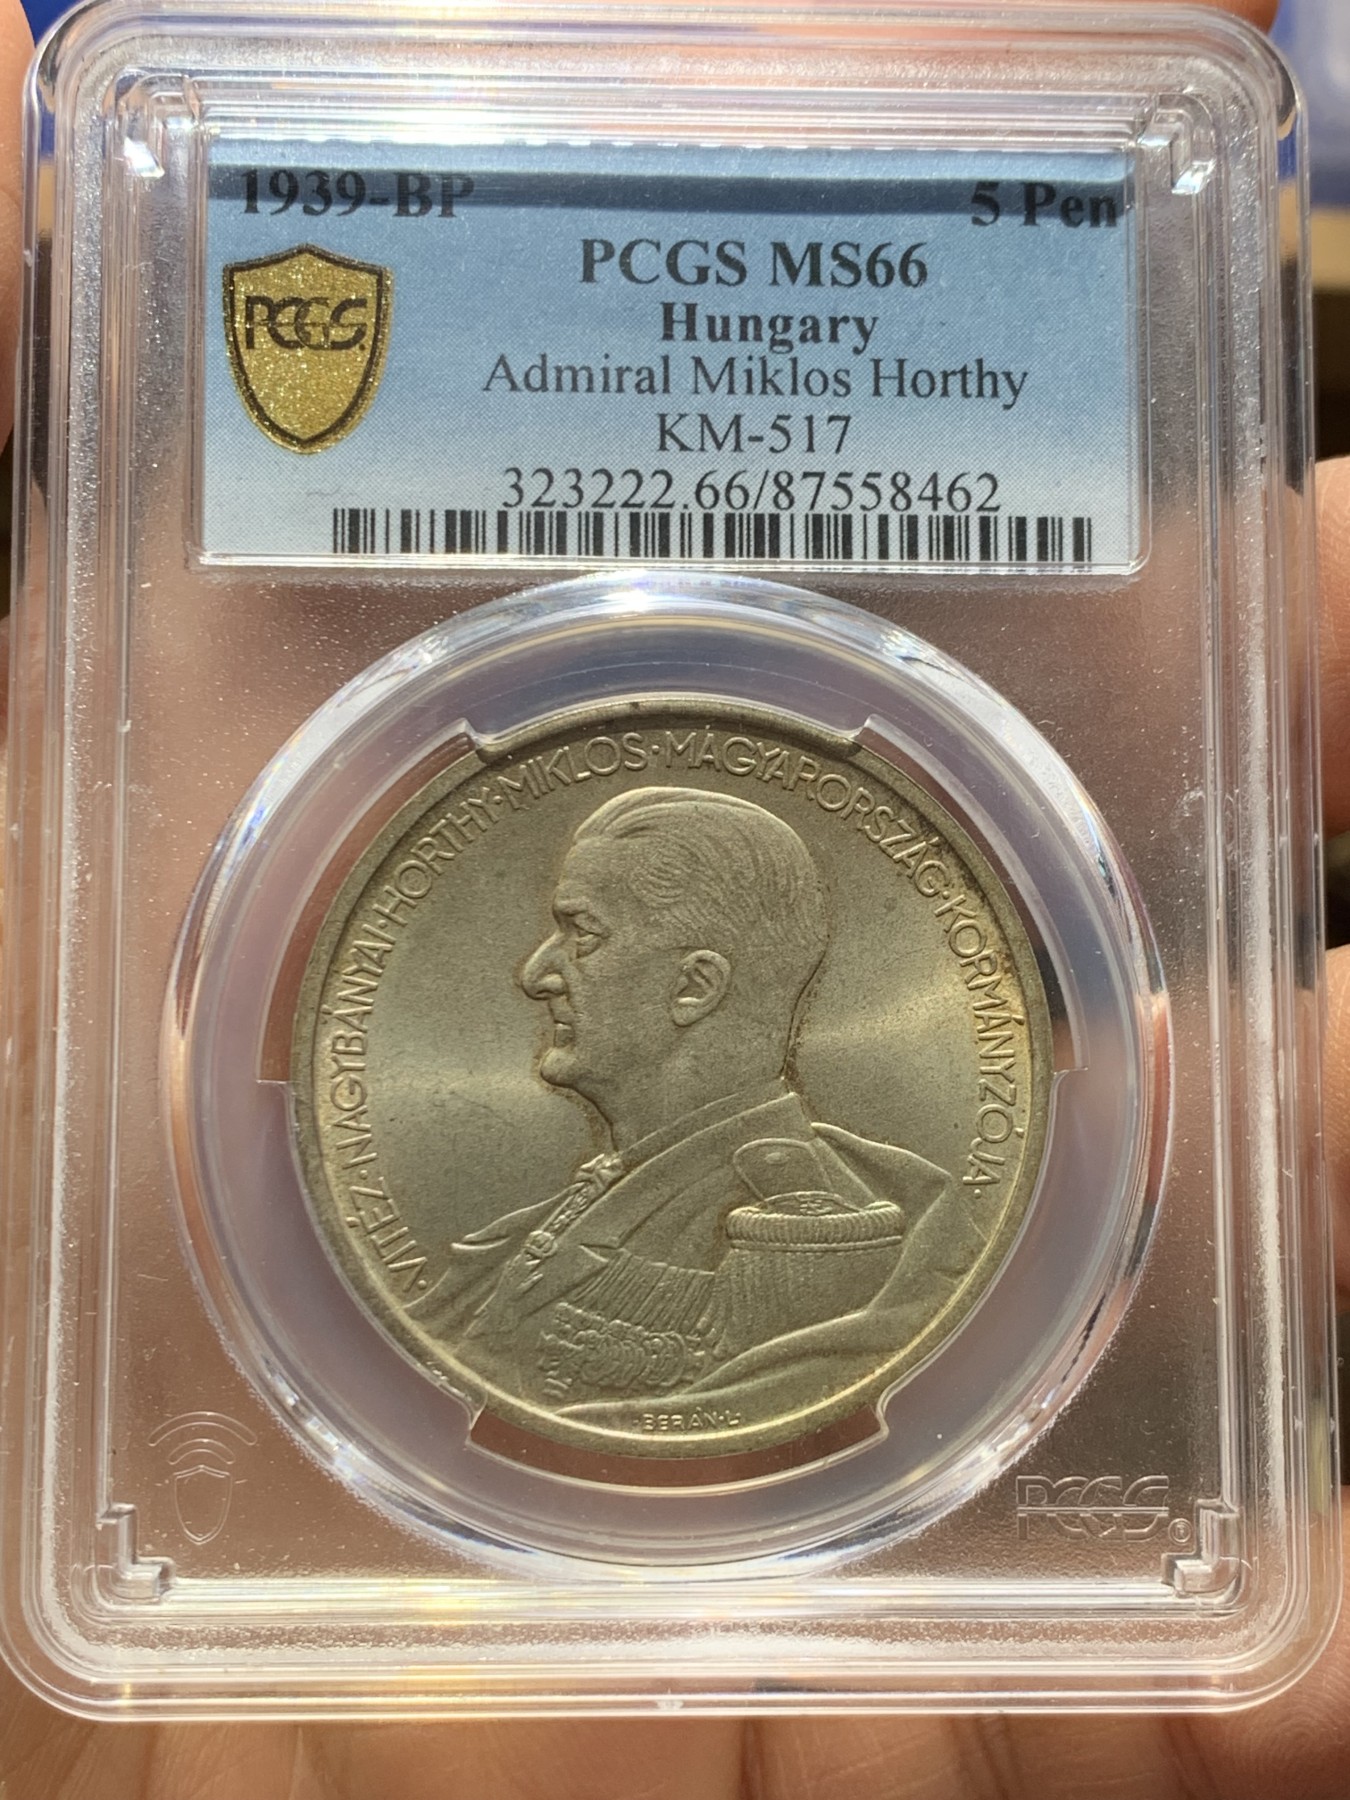 1939-BP 5 Pen
PCGS MS66
Hungary
Admiral Miklos Horthy
KM-517
323222.66/87558462
PCGS
·VITÉZ·NAGYBÁNYAI·HORTHY·MIKLÓS·MAGYARORSZÁG·KORMÁNYZÓJA·
·BERÁN·L·
PCGS